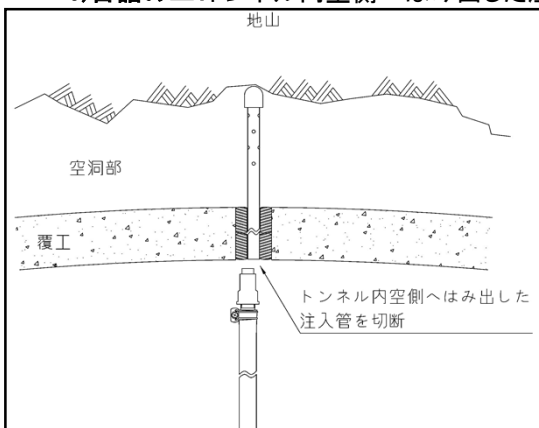 地山
空洞部
覆工
トンネル内空側へはみ出した
注入管を切断